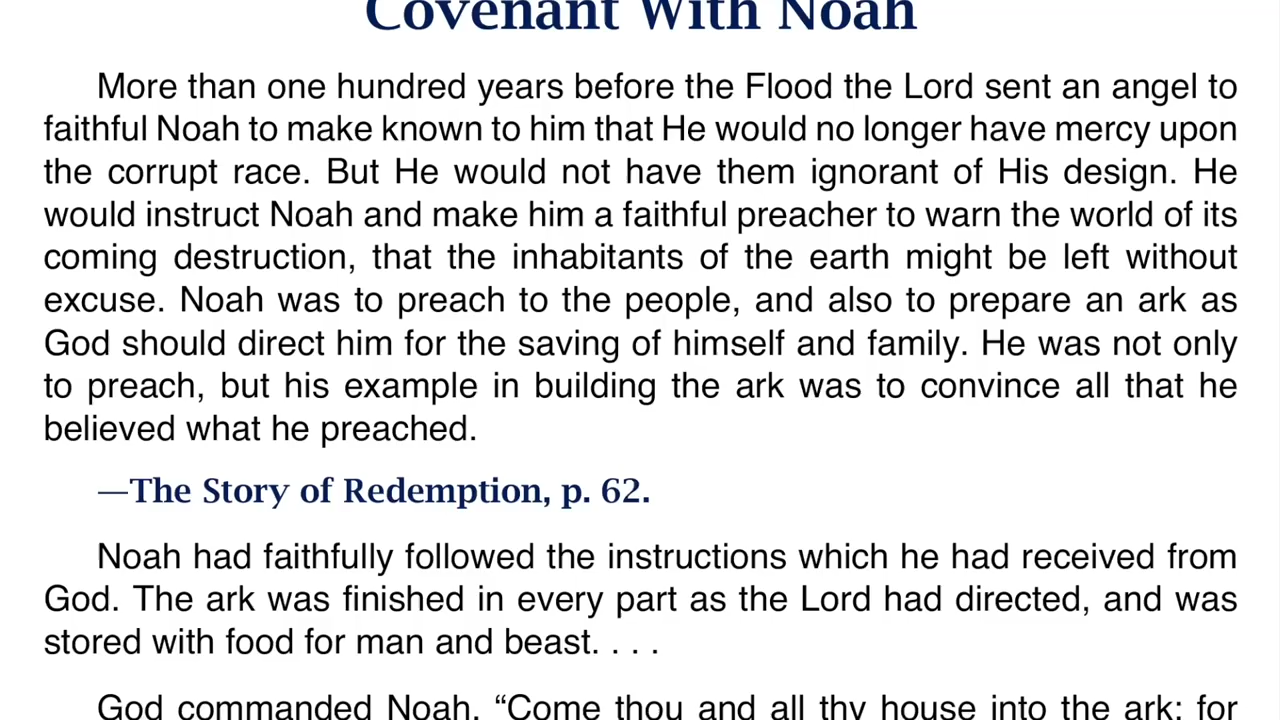 Covenant With Noah
More than one hundred years before the Flood the Lord sent an angel to
faithful Noah to make known to him that He would no longer have mercy upon
the corrupt race. But He would not have them ignorant of His design. He
would instruct Noah and make him a faithful preacher to warn the world of its
coming destruction, that the inhabitants of the earth might be left without
excuse. Noah was to preach to the people, and also to prepare an ark as
God should direct him for the saving of himself and family. He was not only
to preach, but his example in building the ark was to convince all that he
believed what he preached.
—The Story of Redemption, p. 62.
Noah had faithfully followed the instructions which he had received from
God. The ark was finished in every part as the Lord had directed, and was
stored with food for man and beast. . . .
God commanded Noah, “Come thou and all thy house into the ark; for